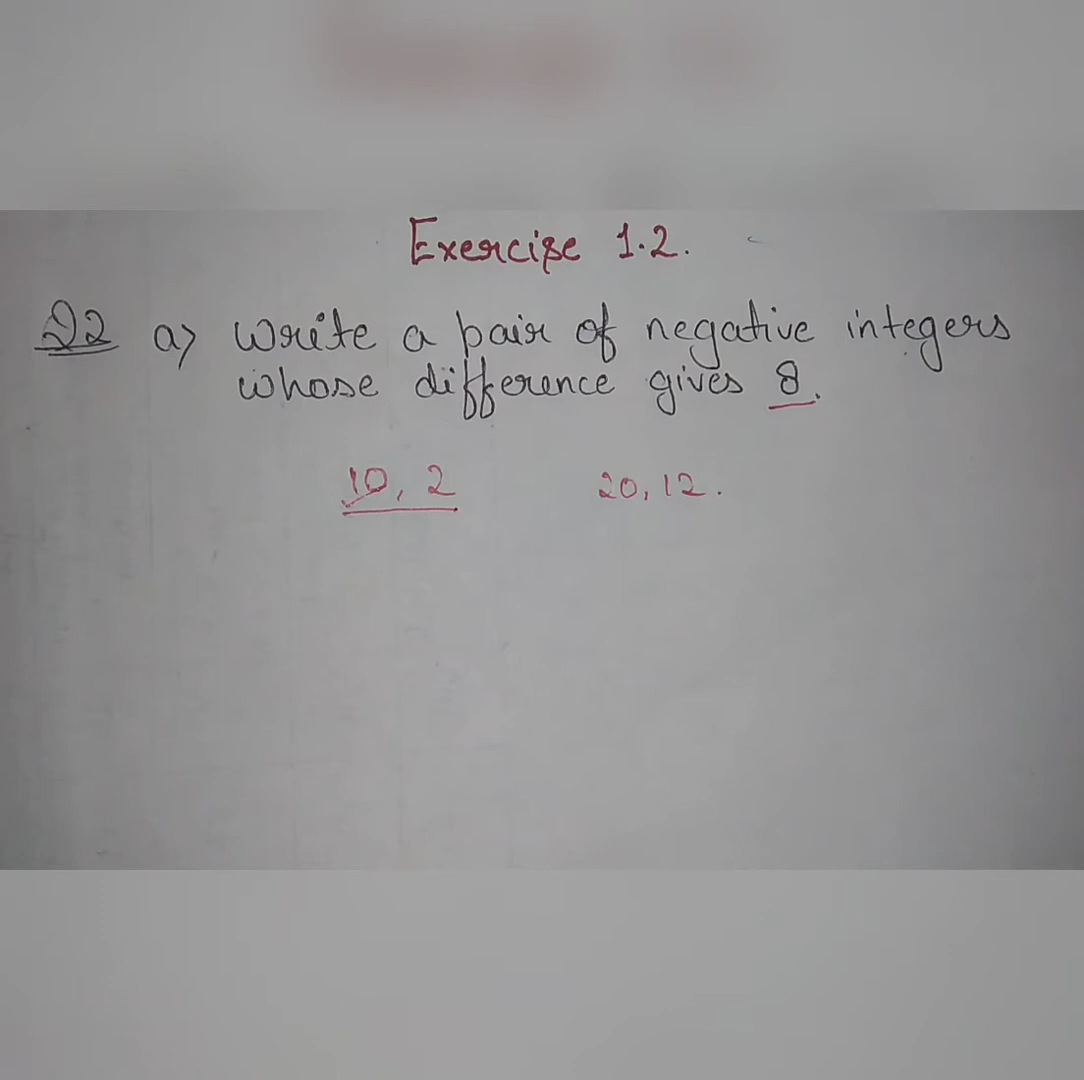 Exercise 1.2.
Q2 a) Write a pair of negative integers
whose difference gives 8.
10, 2 20, 12.